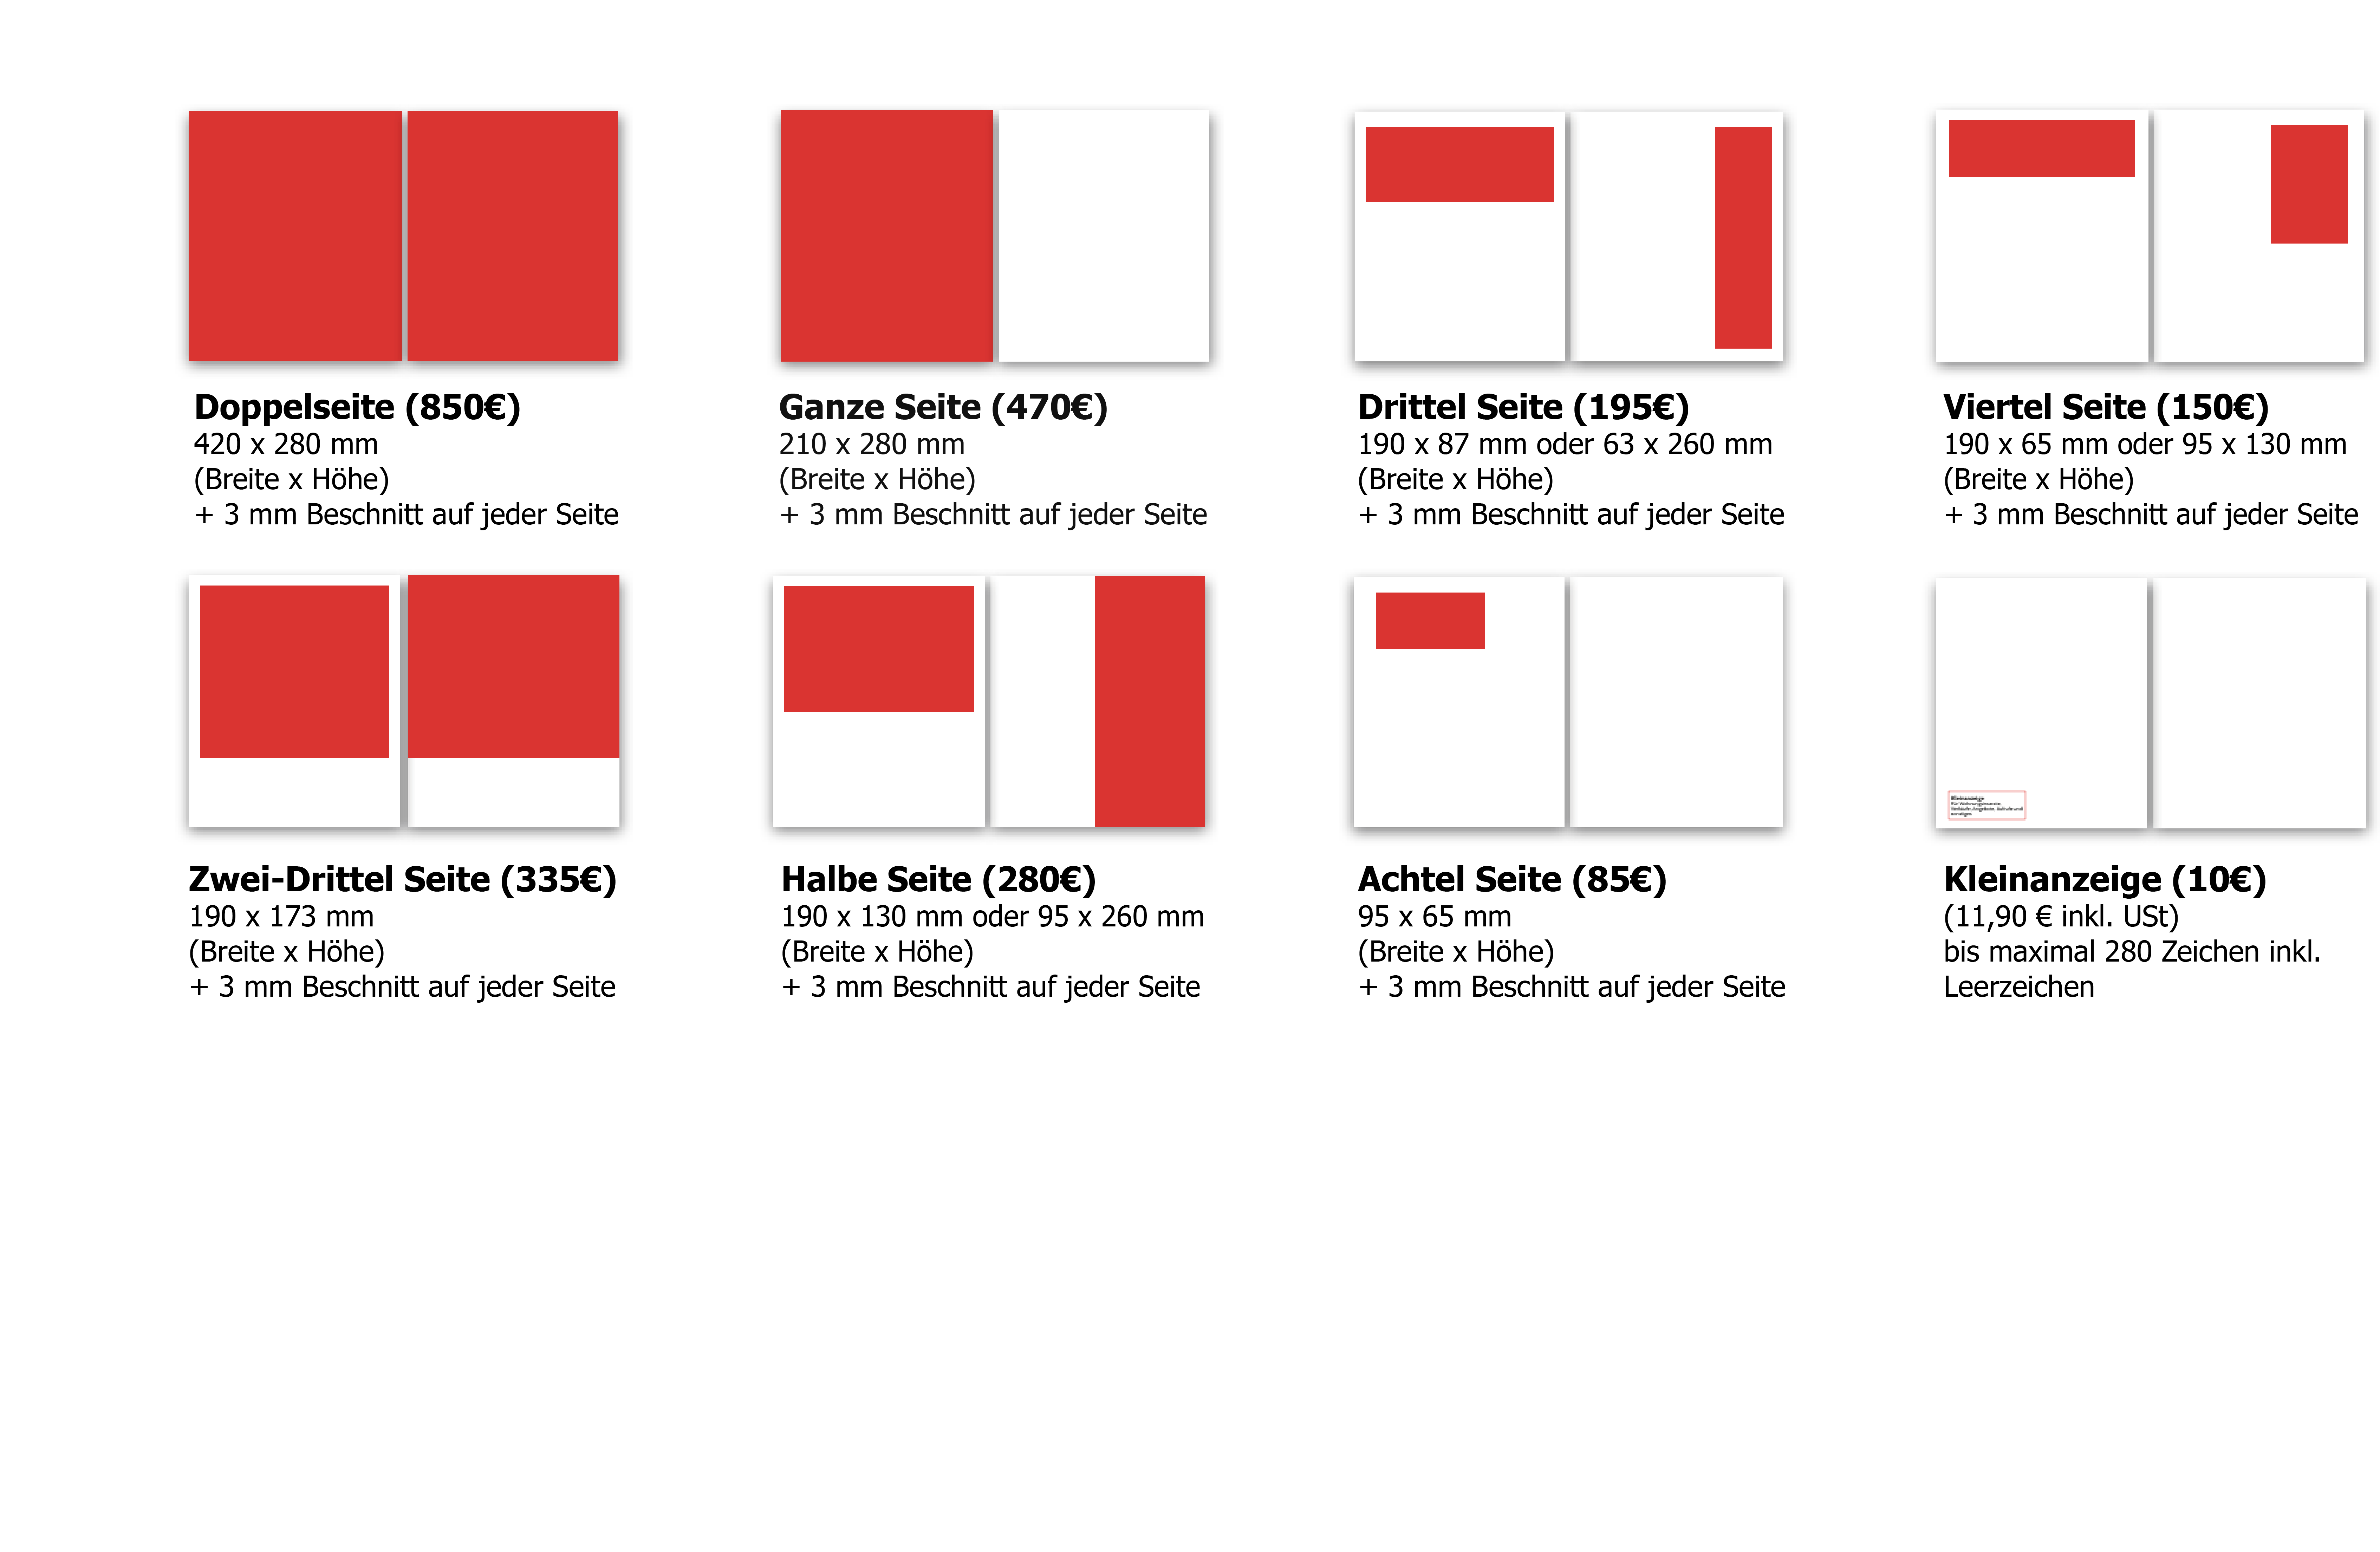 Doppelseite (850€)
420 x 280 mm
(Breite x Höhe)
+ 3 mm Beschnitt auf jeder Seite
Ganze Seite (470€)
210 x 280 mm
(Breite x Höhe)
+ 3 mm Beschnitt auf jeder Seite
Drittel Seite (195€)
190 x 87 mm oder 63 x 260 mm
(Breite x Höhe)
+ 3 mm Beschnitt auf jeder Seite
Viertel Seite (150€)
190 x 65 mm oder 95 x 130 mm
(Breite x Höhe)
+ 3 mm Beschnitt auf jeder Seite
Zwei-Drittel Seite (335€)
190 x 173 mm
(Breite x Höhe)
+ 3 mm Beschnitt auf jeder Seite
Halbe Seite (280€)
190 x 130 mm oder 95 x 260 mm
(Breite x Höhe)
+ 3 mm Beschnitt auf jeder Seite
Achtel Seite (85€)
95 x 65 mm
(Breite x Höhe)
+ 3 mm Beschnitt auf jeder Seite
Kleinanzeige
Kleinanzeige (10€)
(11,90 € inkl. USt)
bis maximal 280 Zeichen inkl.
Leerzeichen